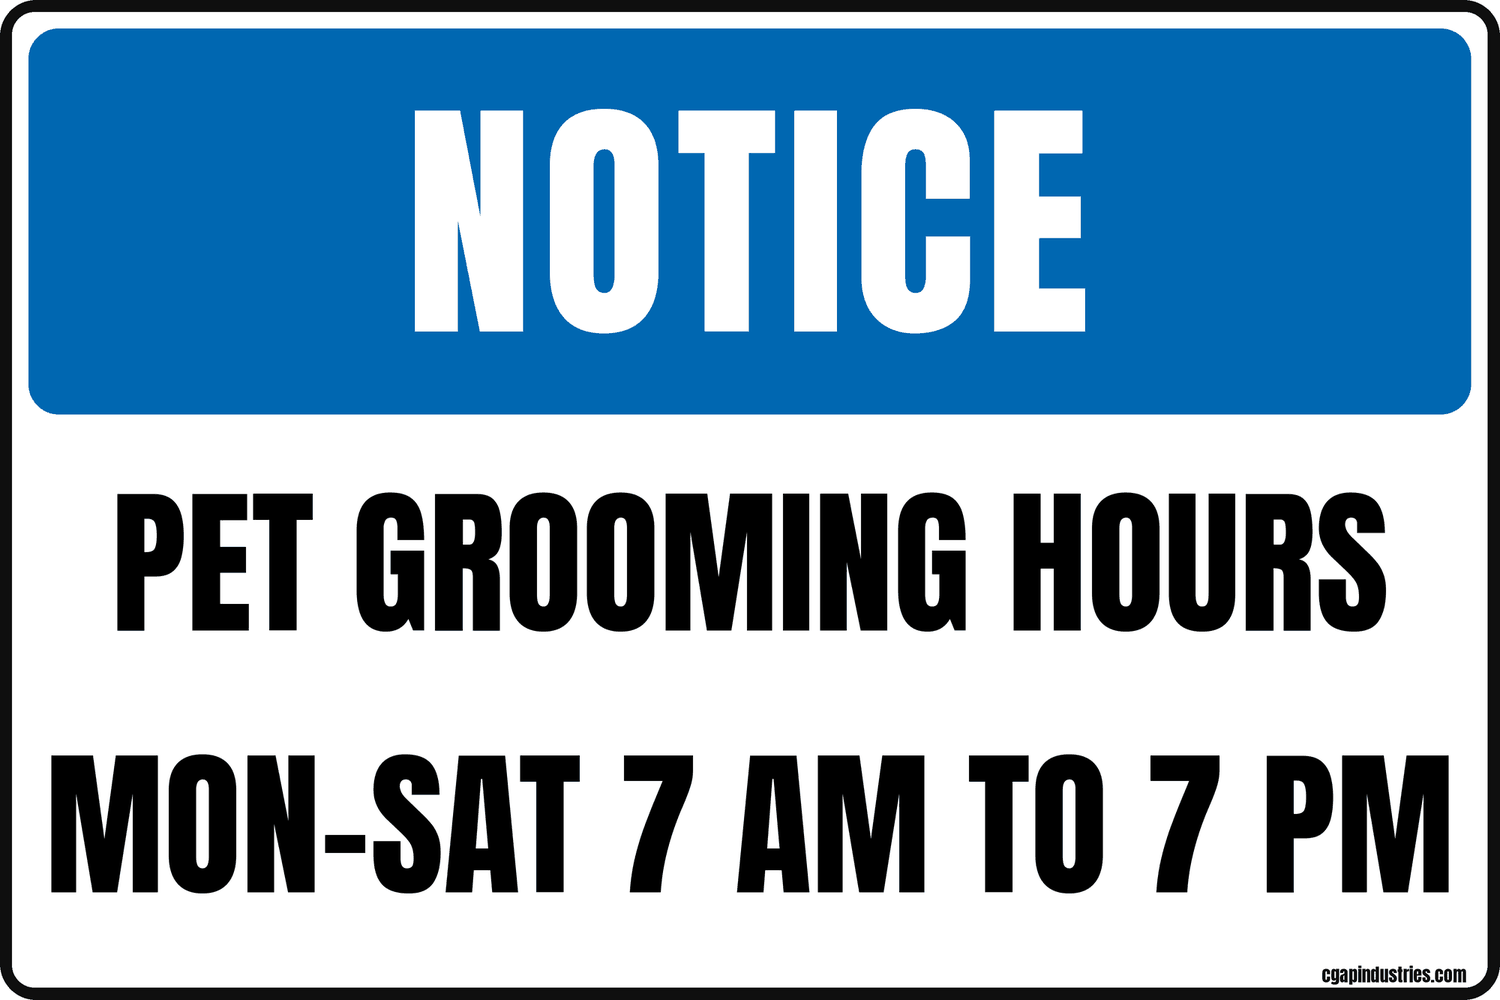 NOTICE
PET GROOMING HOURS
MON-SAT 7 AM TO 7 PM
cgapindustries.com